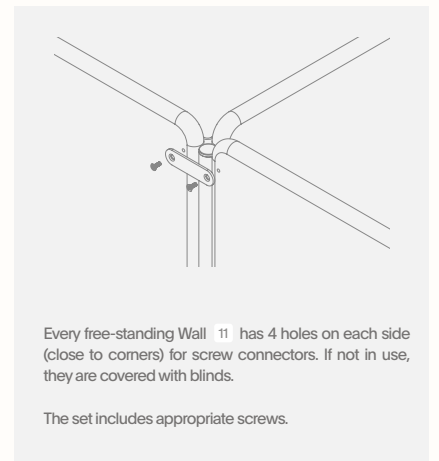 Every free-standing Wall 11 has 4 holes on each side
(close to corners) for screw connectors. If not in use,
they are covered with blinds.
The set includes appropriate screws.